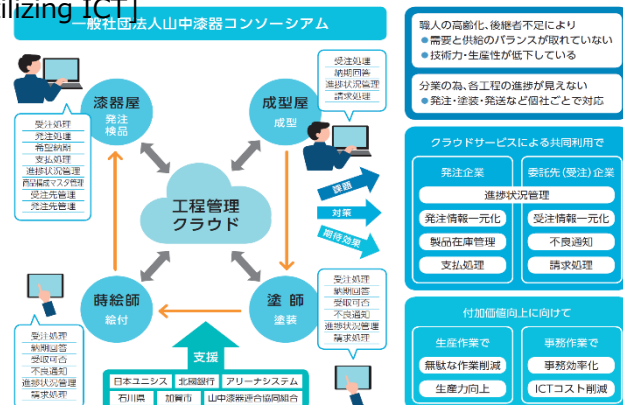 tilizing ICT]
一般社団法人山中漆器コンソーシアム
漆器屋
発注
検品
受注処理
発注処理
希望納期
支払処理
進捗状況管理
商品構成マスタ管理
受注先管理
発注先管理
成型屋
成型
受注処理
納期回答
進捗状況管理
請求処理
工程管理
クラウド
蒔絵師
絵付
受注処理
納期回答
受取可否
不良通知
進捗状況管理
請求処理
塗師
塗装
受注処理
納期回答
受取可否
不良通知
進捗状況管理
請求処理
支援
日本ユニシス 北國銀行 アリーナシステム
石川県 加賀市 山中漆器連合協同組合
課題
対策
期待効果
職人の高齢化、後継者不足により
●需要と供給のバランスが取れていない
●技術力・生産性が低下している
分業の為、各工程の進捗が見えない
●発注・塗装・発送など個社ごとで対応
クラウドサービスによる共同利用で
発注企業 委託先(受注)企業
進捗状況管理
発注情報一元化 受注情報一元化
製品在庫管理 不良通知
支払処理 請求処理
付加価値向上に向けて
生産作業で 事務作業で
無駄な作業削減 事務効率化
生産力向上 ICTコスト削減